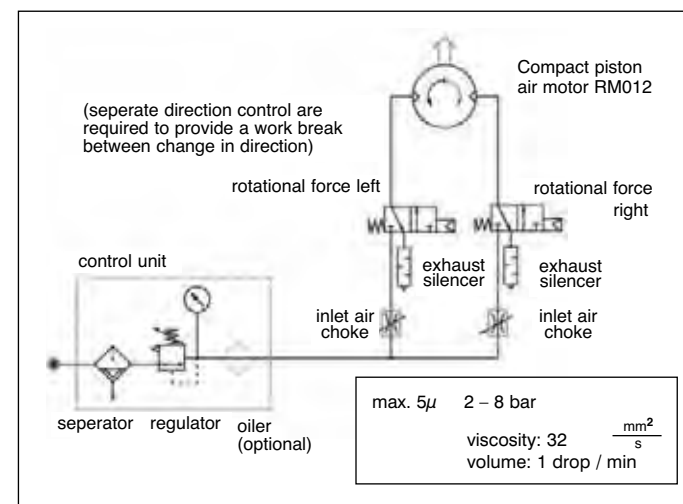 Compact piston
air motor RM012
(seperate direction control are
required to provide a work break
between change in direction)
rotational force left
rotational force
right
control unit
exhaust
silencer
exhaust
silencer
inlet air
choke
inlet air
choke
seperator
regulator
oiler
(optional)
max. 5µ 2 – 8 bar
viscosity: 32 mm²/s
volume: 1 drop / min